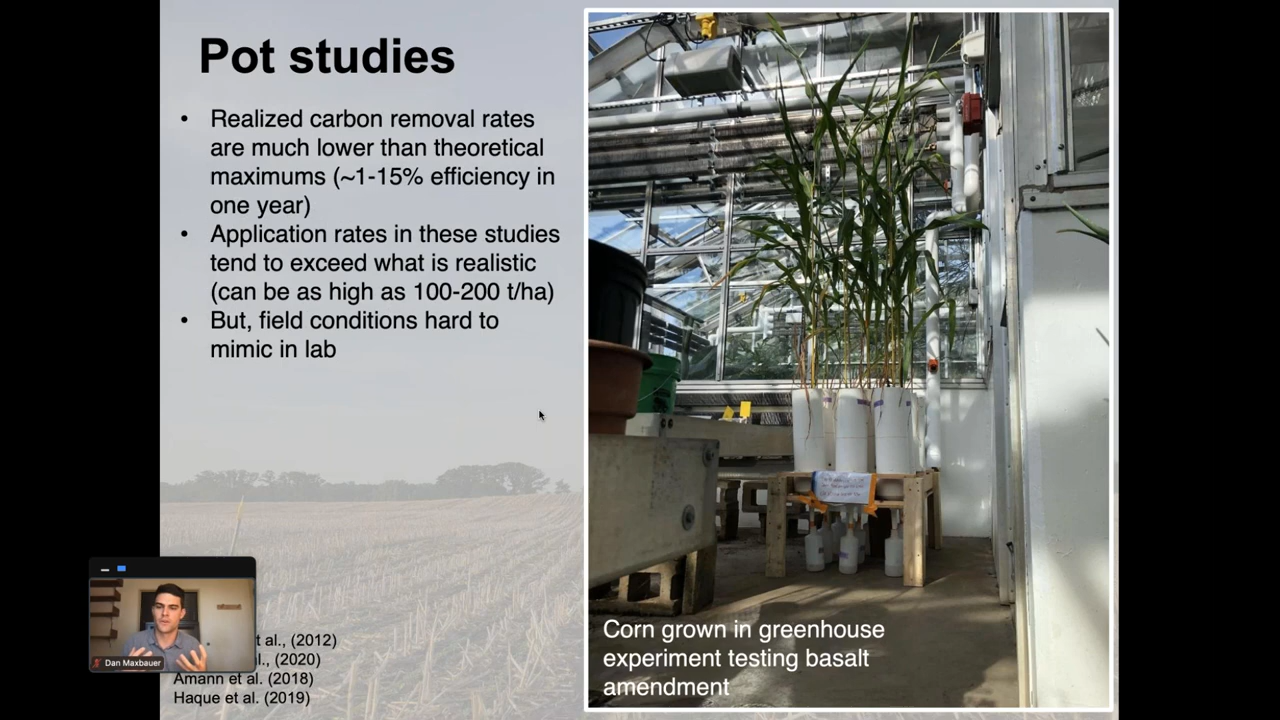 Pot studies
• Realized carbon removal rates
are much lower than theoretical
maximums (~1-15% efficiency in
one year)
• Application rates in these studies
tend to exceed what is realistic
(can be as high as 100-200 t/ha)
• But, field conditions hard to
mimic in lab
Corn grown in greenhouse
experiment testing basalt
amendment
Dan Maxbauer
t al., (2012)
., (2020)
Amann et al. (2018)
Haque et al. (2019)